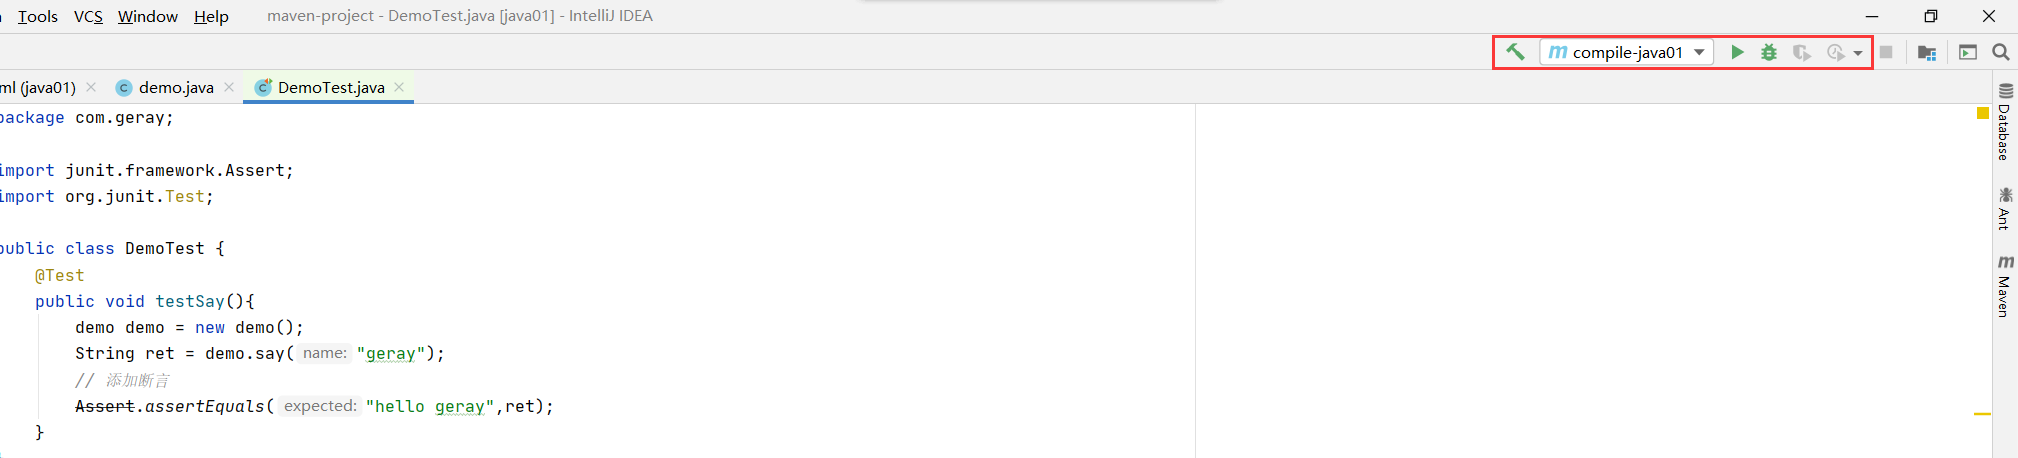 Tools VCS Window Help maven-project - DemoTest.java [java01] - IntelliJ IDEA
compile-java01
ml (java01) demo.java DemoTest.java
package com.geray;
import junit.framework.Assert;
import org.junit.Test;
public class DemoTest {
@Test
public void testSay(){
demo demo = new demo();
String ret = demo.say( name: "geray");
// 添加断言
Assert.assertEquals( expected: "hello geray",ret);
}
Database
Ant
Maven